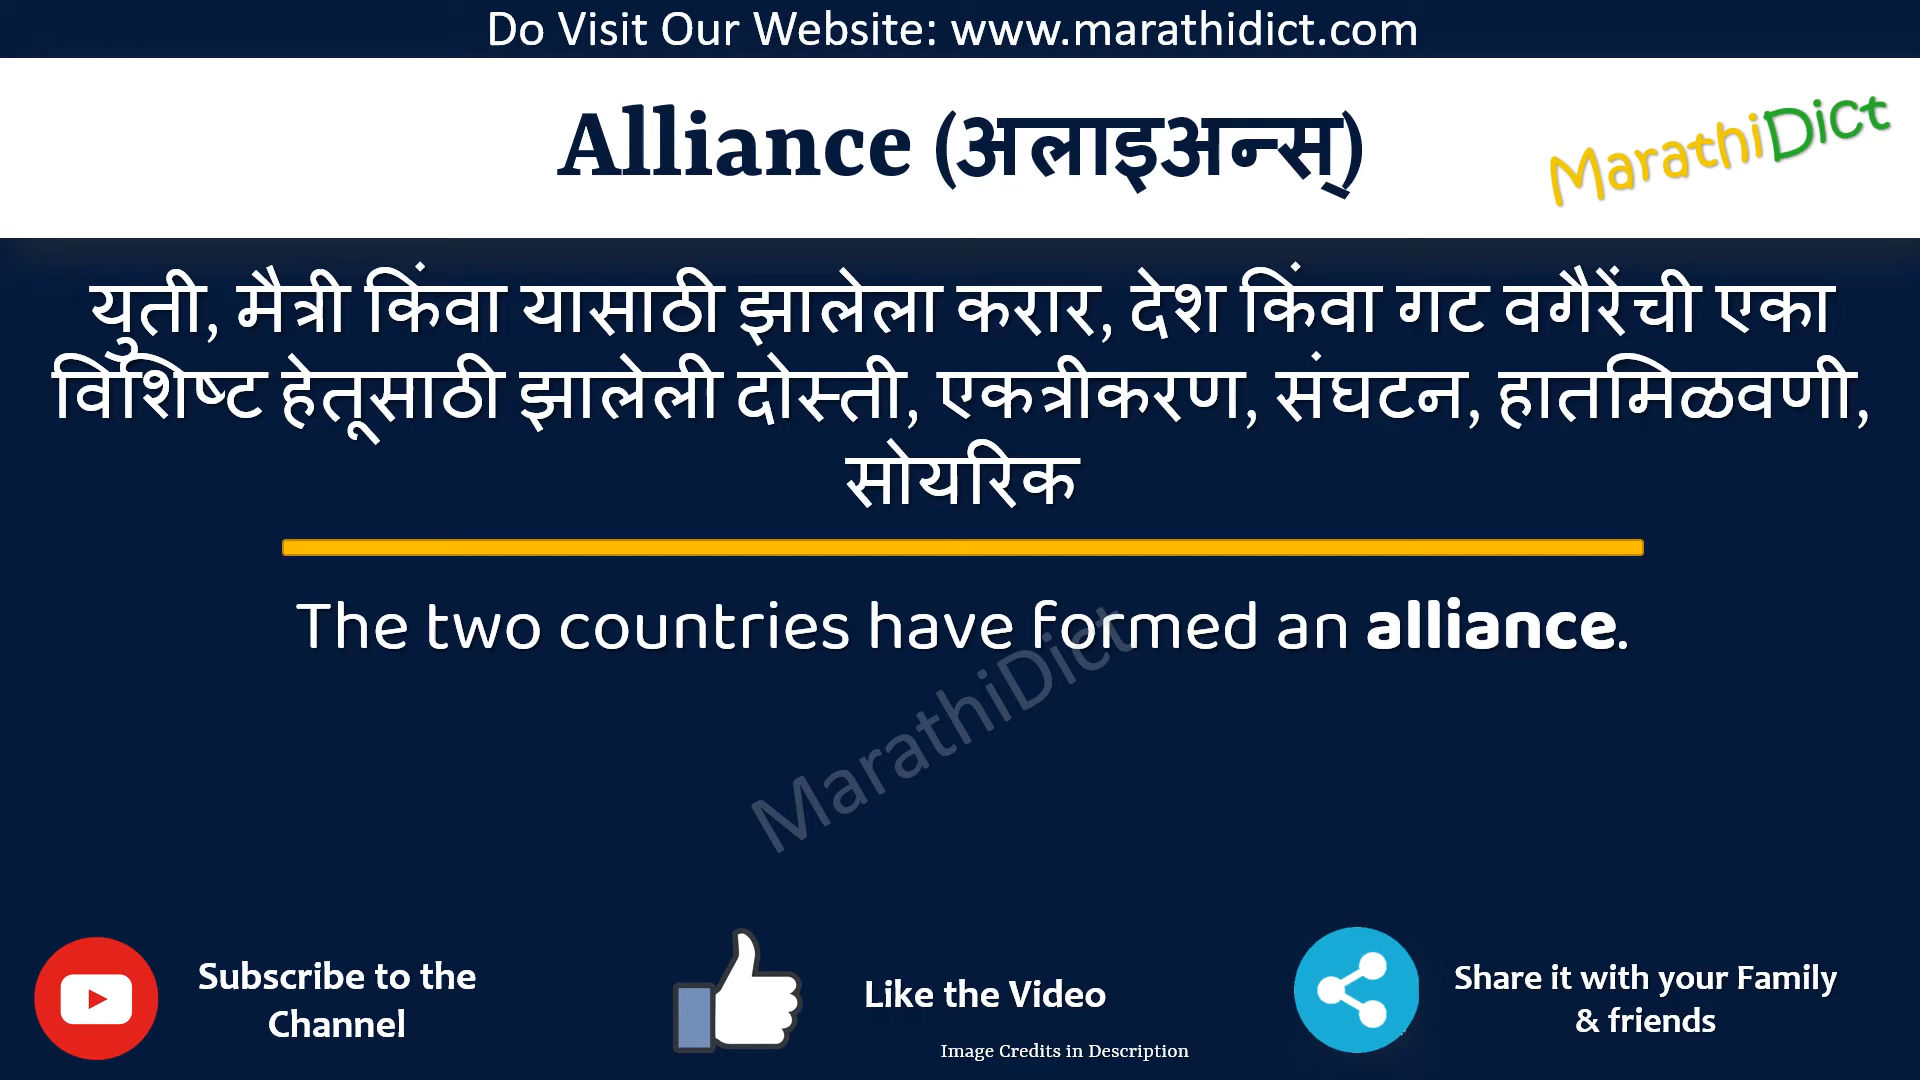 Do Visit Our Website: www.marathidict.com
Alliance (अलाइअन्स्)
MarathiDict
युती, मैत्री किंवा यासाठी झालेला करार, देश किंवा गट वगैरेंची एका
विशिष्ट हेतूसाठी झालेली दोस्ती, एकत्रीकरण, संघटन, हातमिळवणी,
सोयरिक
The two countries have formed an alliance.
MarathiDict
Subscribe to the
Channel
Like the Video
Share it with your Family
& friends
Image Credits in Description